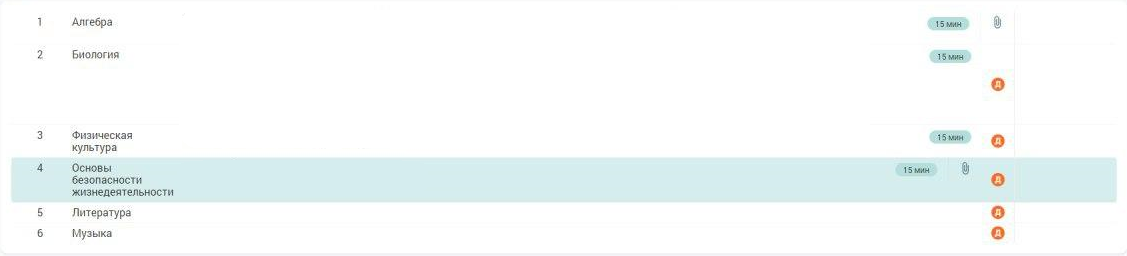 1 Алгебра 15 мин
2 Биология 15 мин
Д
3 Физическая
культура 15 мин Д
4 Основы
безопасности
жизнедеятельности 15 мин Д
5 Литература Д
6 Музыка Д